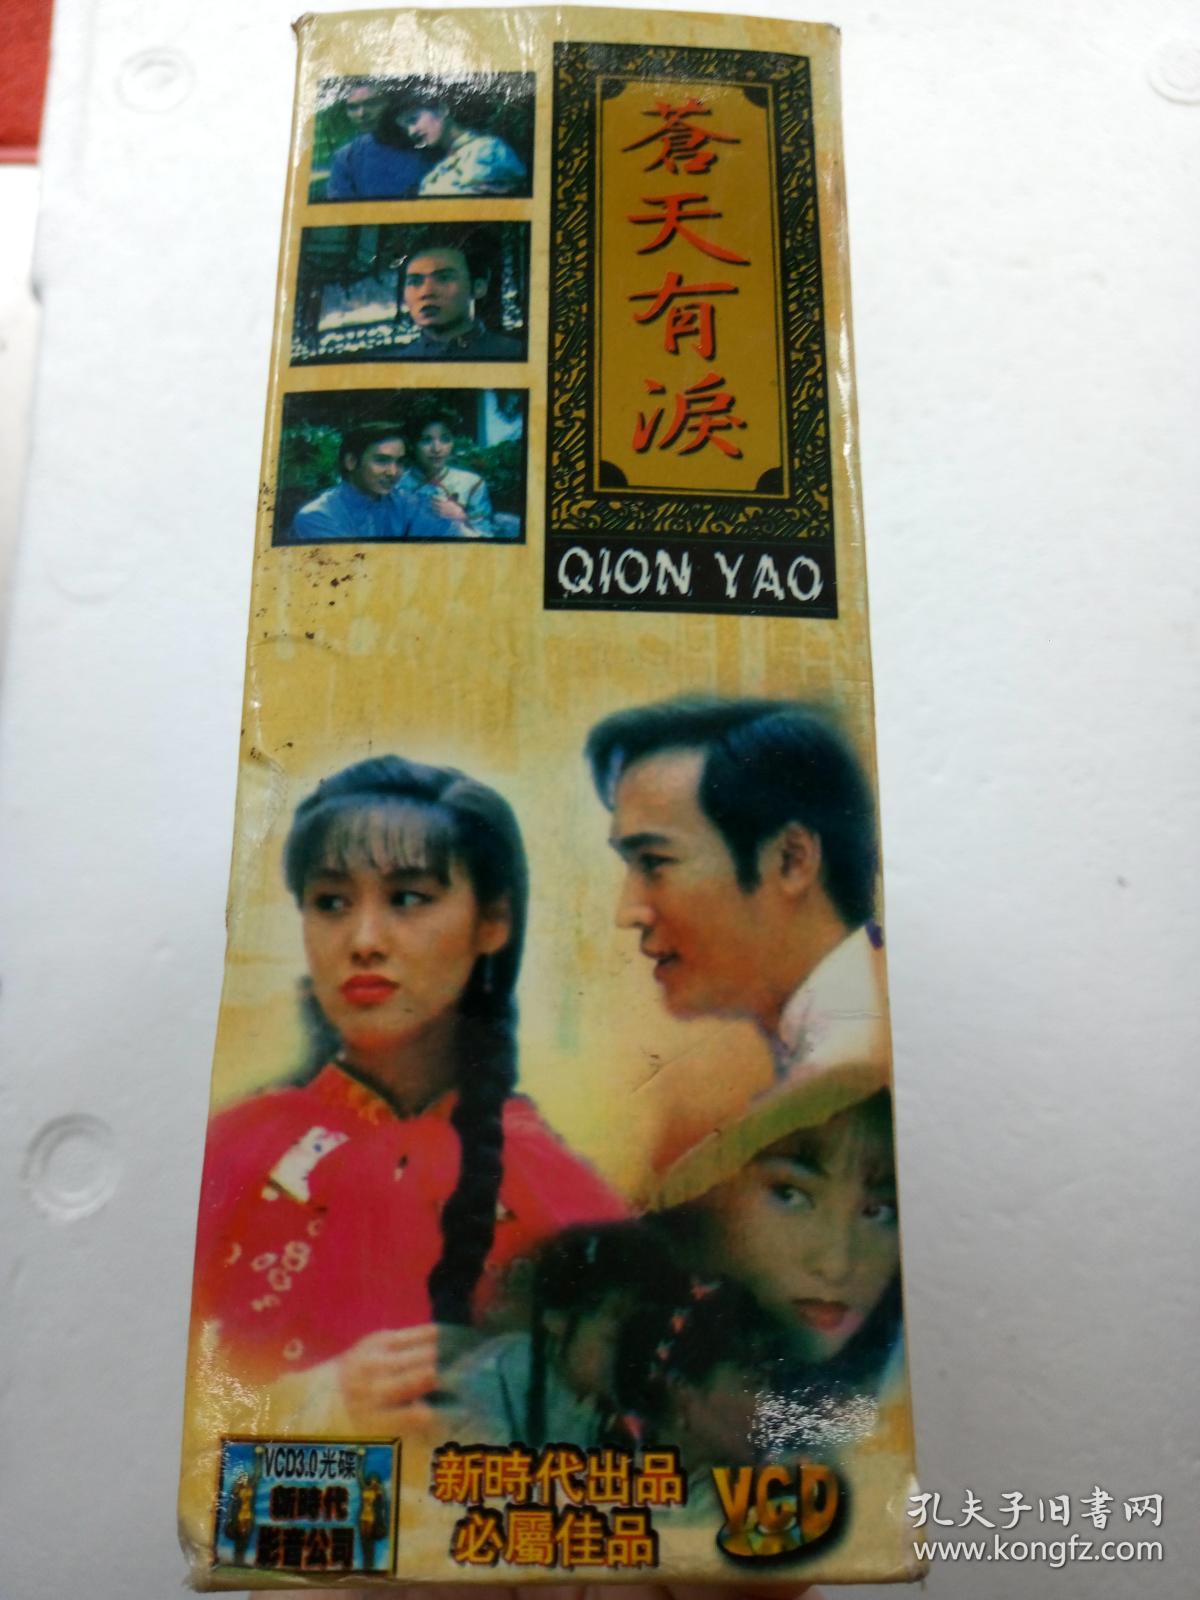 蒼天有淚
QION YAO
VCD3.0光碟
新時代
影音公司
新時代出品
必屬佳品
VCD
孔夫子旧书网
www.kongfz.com